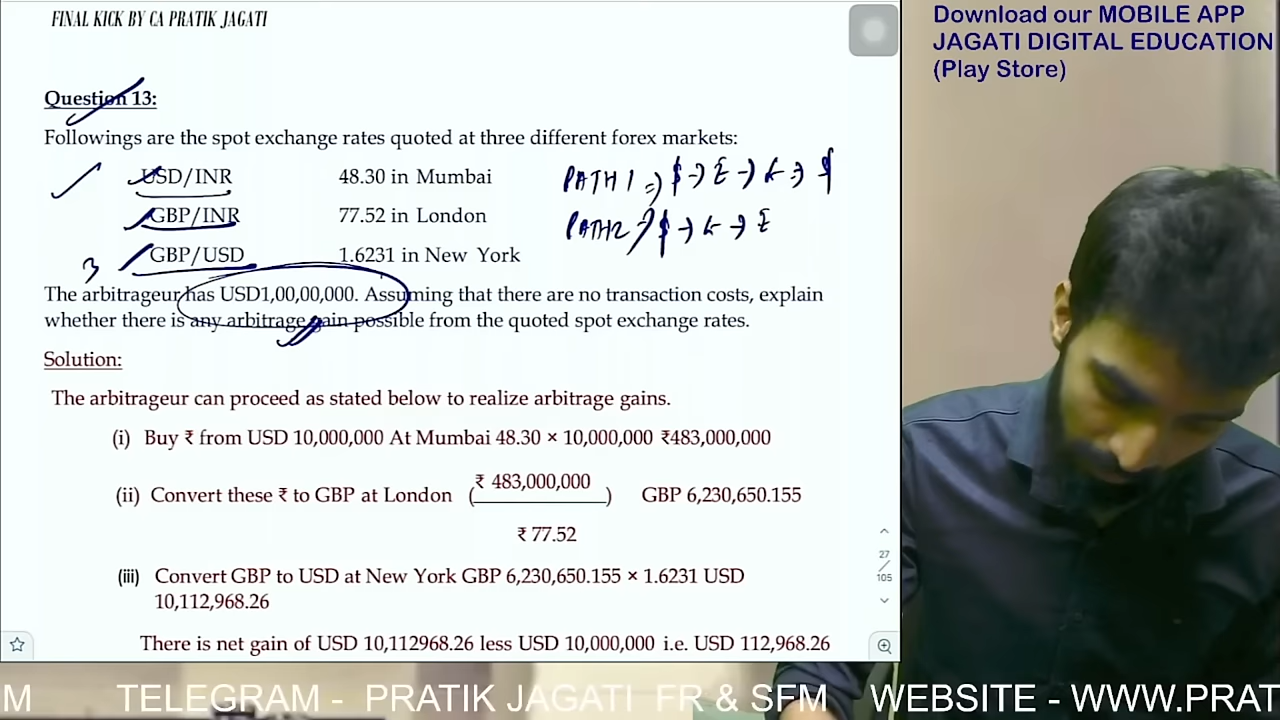 FINAL KICK BY CA PRATIK JAGATI
Download our MOBILE APP
JAGATI DIGITAL EDUCATION
(Play Store)
Question 13:
Followings are the spot exchange rates quoted at three different forex markets:
USD/INR 48.30 in Mumbai
GBP/INR 77.52 in London
GBP/USD 1.6231 in New York
PATH 1 => $ → £ → ₹ → $
PATH 2 => $ → ₹ → £
3
The arbitrageur has USD1,00,00,000. Assuming that there are no transaction costs, explain
whether there is any arbitrage gain possible from the quoted spot exchange rates.
Solution:
The arbitrageur can proceed as stated below to realize arbitrage gains.
(i) Buy ₹ from USD 10,000,000 At Mumbai 48.30 × 10,000,000 ₹483,000,000
(ii) Convert these ₹ to GBP at London (₹ 483,000,000) GBP 6,230,650.155
₹ 77.52
(iii) Convert GBP to USD at New York GBP 6,230,650.155 × 1.6231 USD
10,112,968.26
There is net gain of USD 10,112968.26 less USD 10,000,000 i.e. USD 112,968.26
27
/
105
M TELEGRAM - PRATIK JAGATI FR & SFM WEBSITE - WWW.PRAT